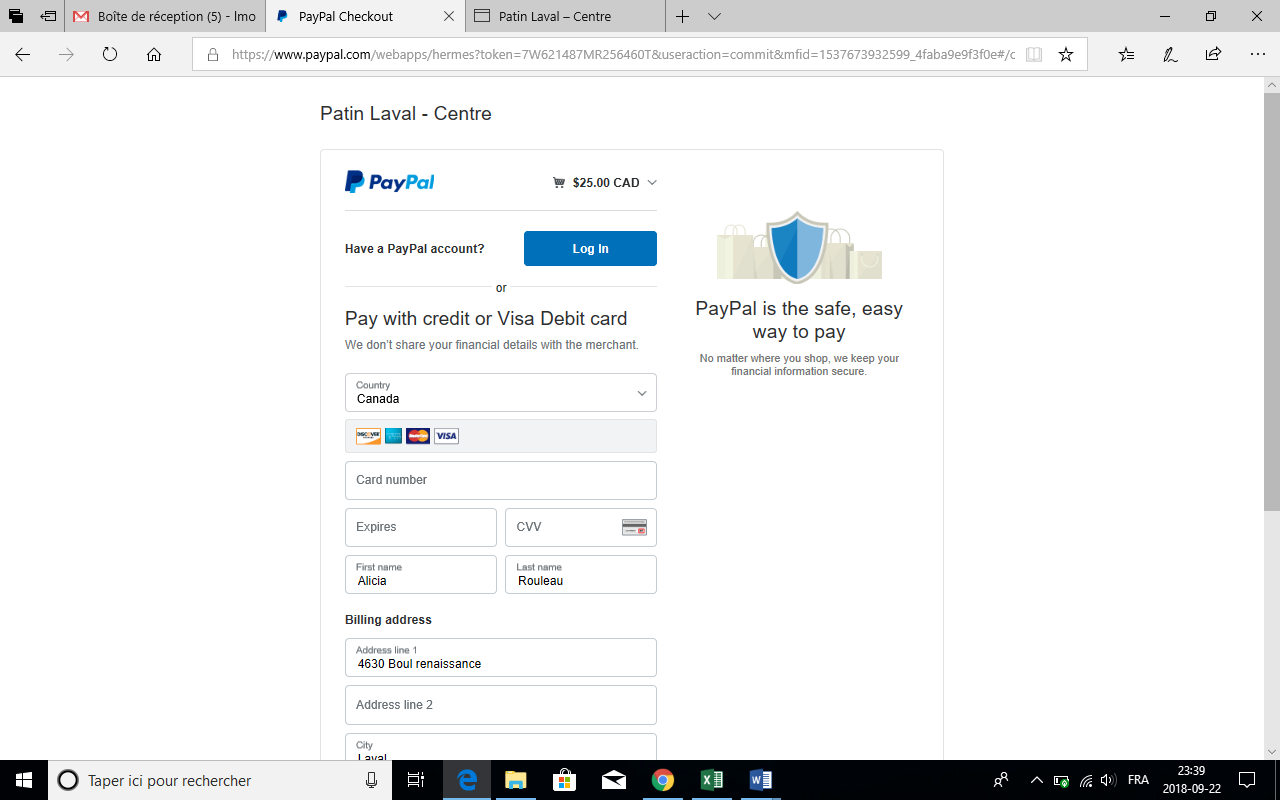 Boîte de réception (5) - lmo
PayPal Checkout
Patin Laval – Centre
https://www.paypal.com/webapps/hermes?token=7W621487MR256460T&useraction=commit&mfid=1537673932599_4faba9e9f3f0e#/c
Patin Laval - Centre
PayPal
$25.00 CAD
Have a PayPal account?
Log In
or
Pay with credit or Visa Debit card
We don't share your financial details with the merchant.
Country
Canada
DISCOVER
MasterCard
VISA
Card number
Expires
CVV
First name
Alicia
Last name
Rouleau
Billing address
Address line 1
4630 Boul renaissance
Address line 2
City
Laval
PayPal is the safe, easy
way to pay
No matter where you shop, we keep your
financial information secure.
Taper ici pour rechercher
FRA
23:39
2018-09-22